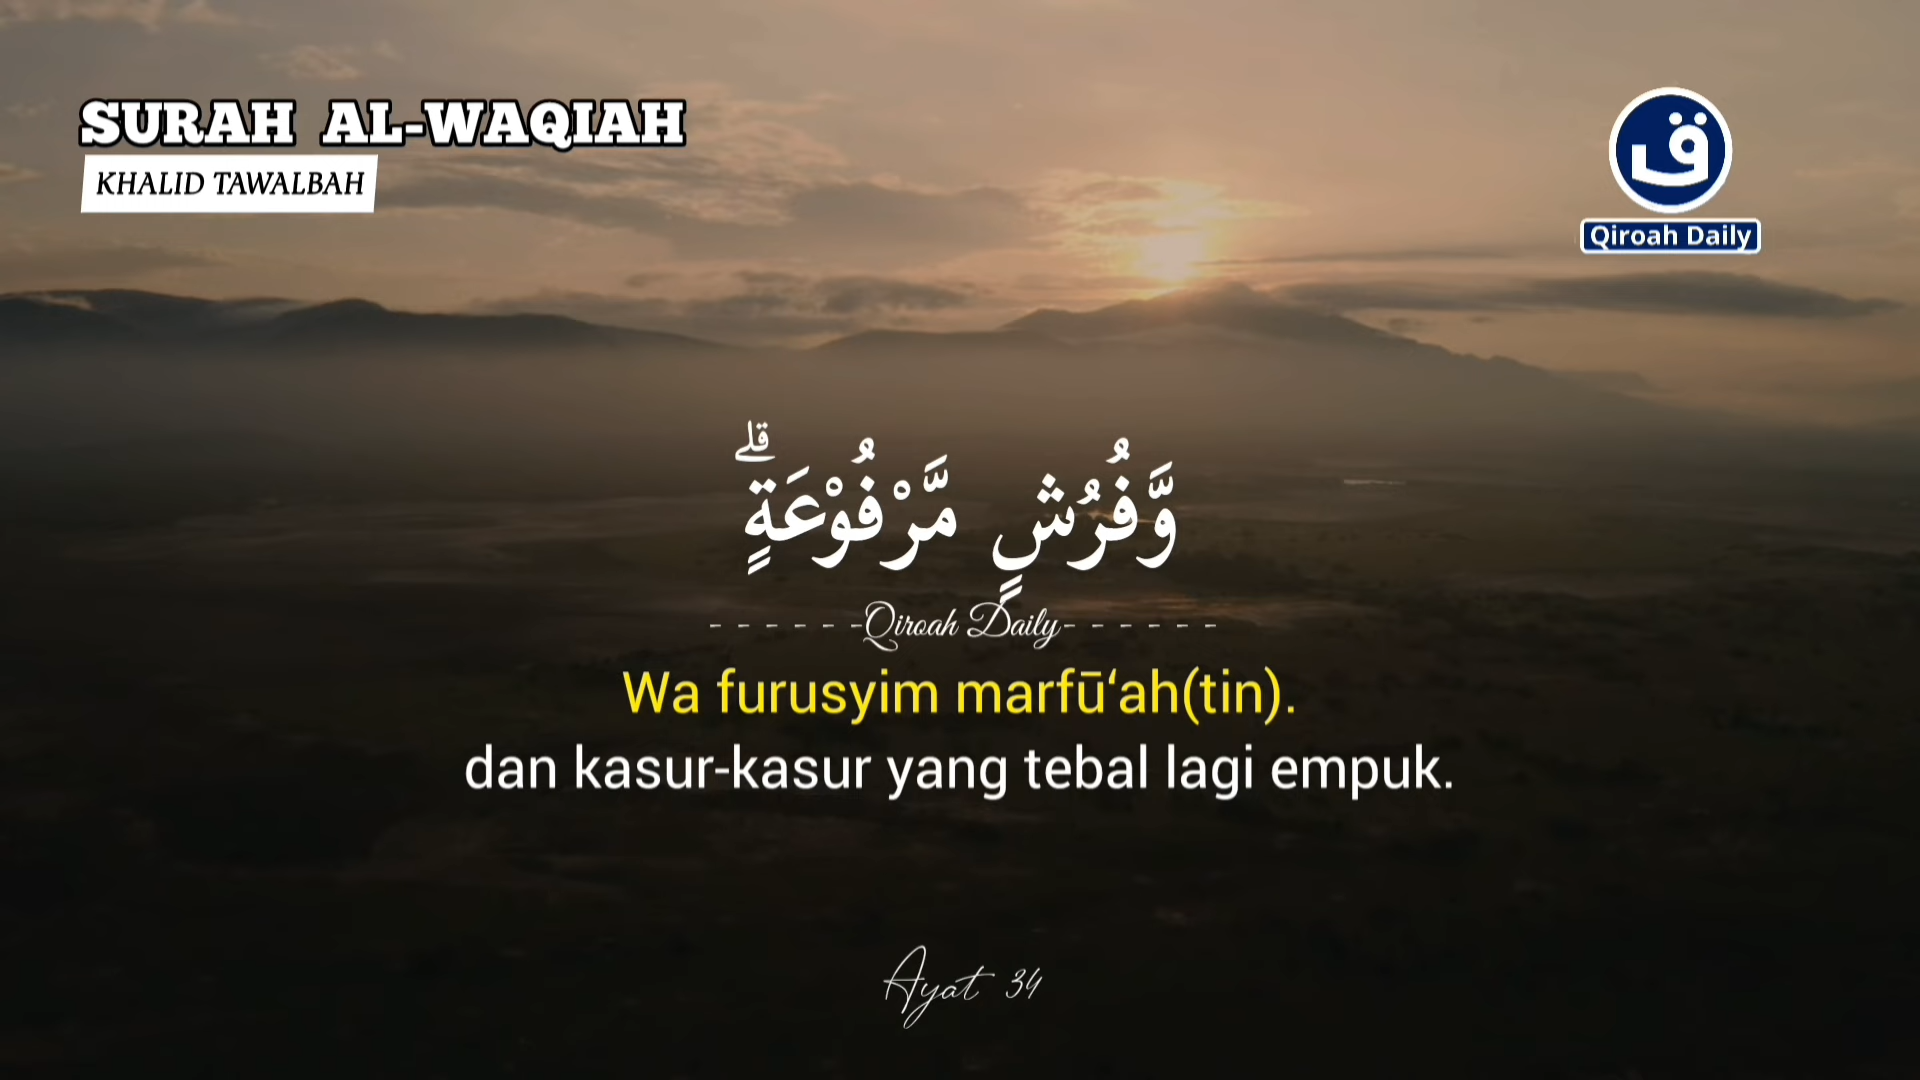 SURAH AL-WAQIAH
KHALID TAWALBAH
ق
Qiroah Daily
وَّفُرُشٍ مَّرْفُوْعَةٍۗ
Qiroah Daily
Wa furusyim marfū‘ah(tin).
dan kasur-kasur yang tebal lagi empuk.
Ayat 34